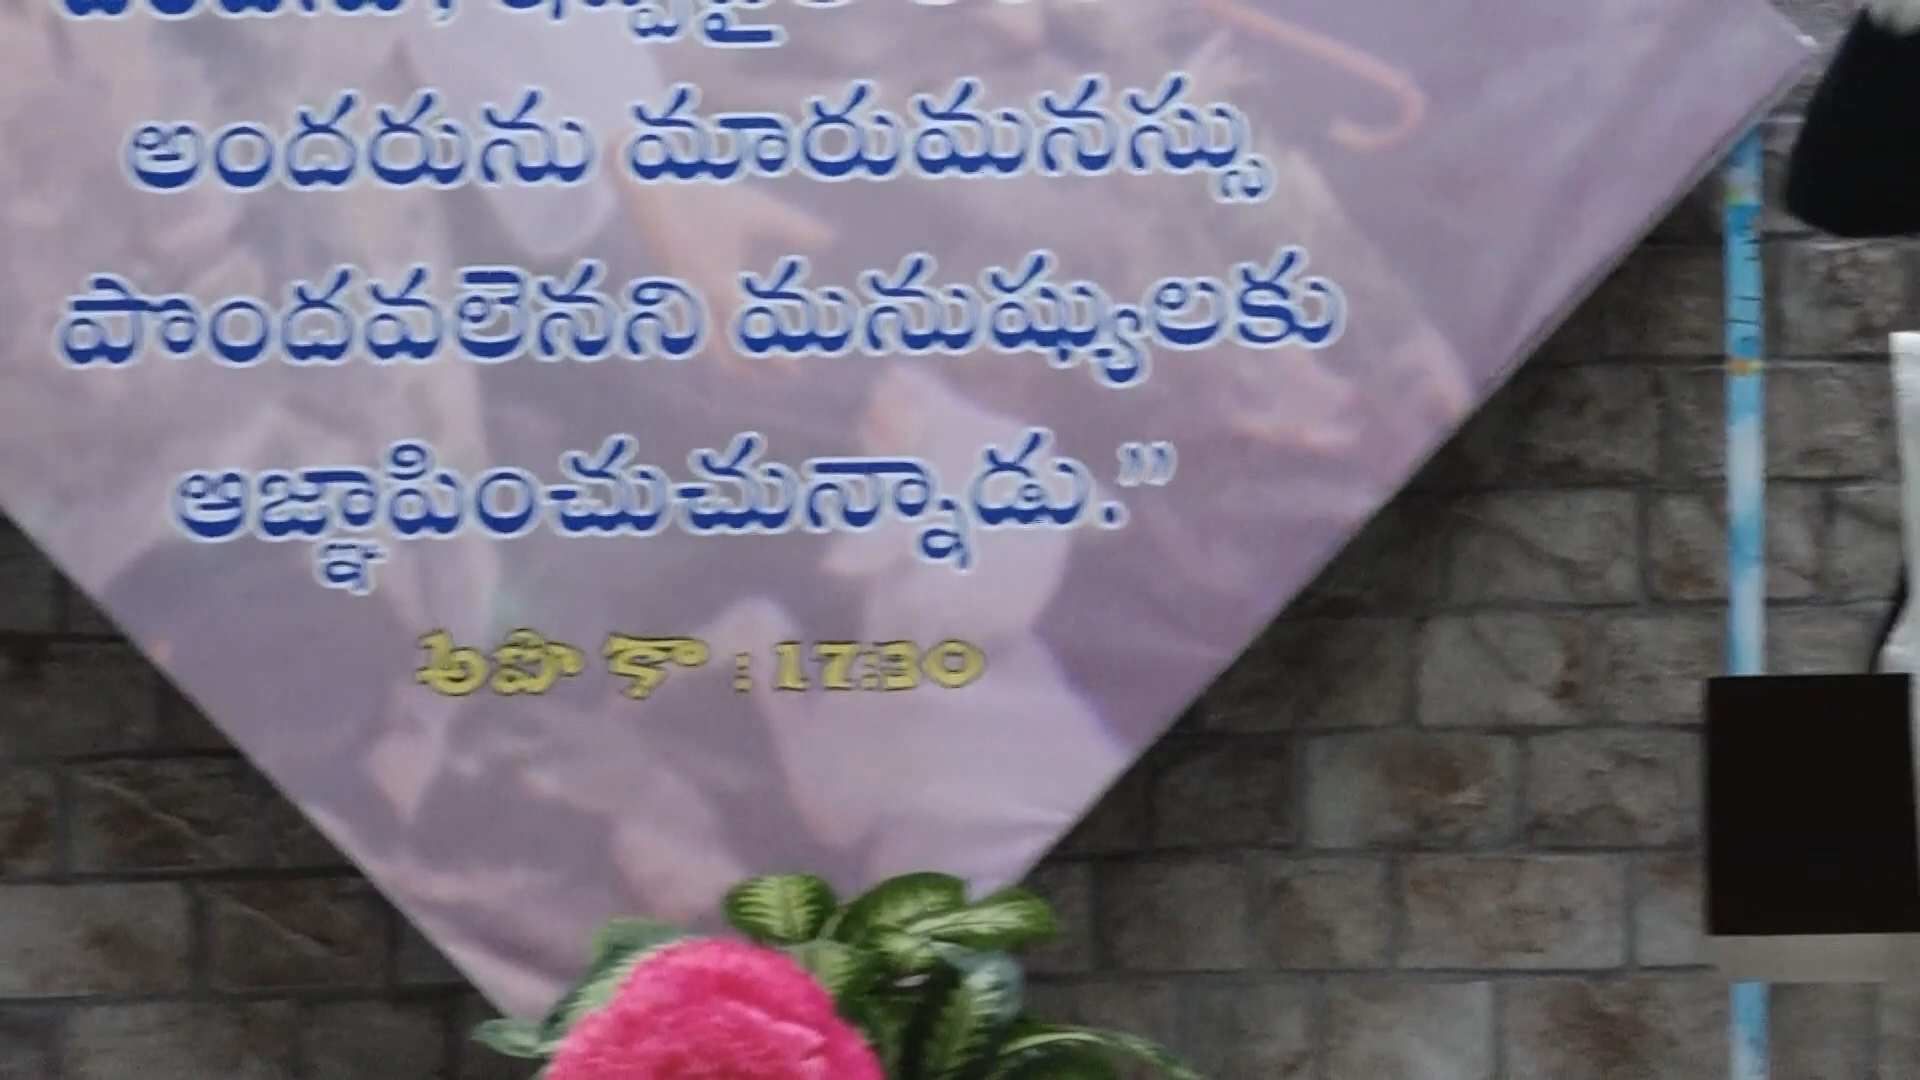 అందరును మారుమనస్సు
పొందవలెనని మనుష్యులకు
ఆజ్ఞాపించుచున్నాడు.”
అపొ కా : 17:30